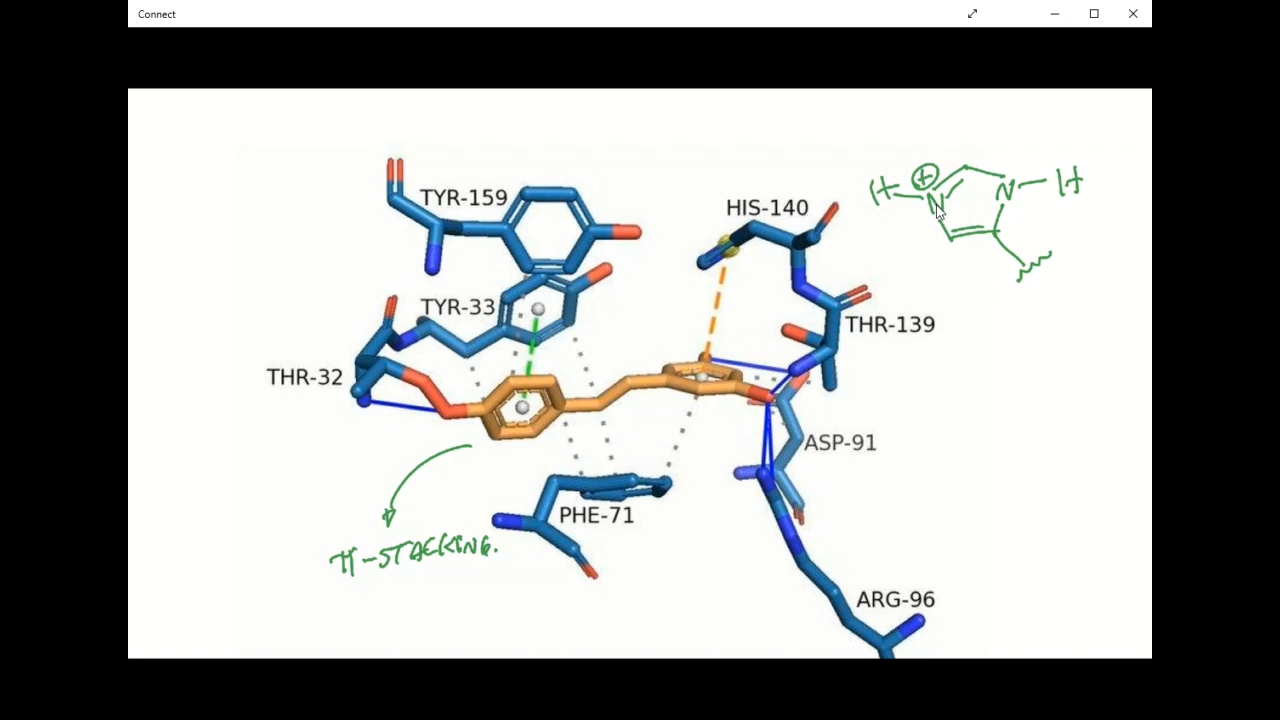 Connect
TYR-159
HIS-140
H
⊕
N
N
H
TYR-33
THR-139
THR-32
ASP-91
PHE-71
π-STACKING.
ARG-96